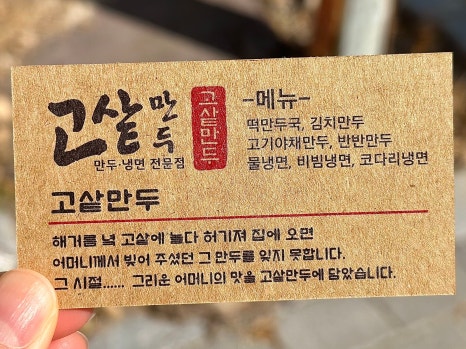 고샅만두
만두·냉면 전문점
고샅만두
-메뉴-
떡만두국, 김치만두
고기야채만두, 반반만두
물냉면, 비빔냉면, 코다리냉면
고샅만두
해거름 녘 고샅에 놀다 허기져 집에 오면
어머니께서 빚어 주셨던 그 만두를 잊지 못합니다.
그 시절...... 그리운 어머니의 맛을 고샅만두에 담았습니다.